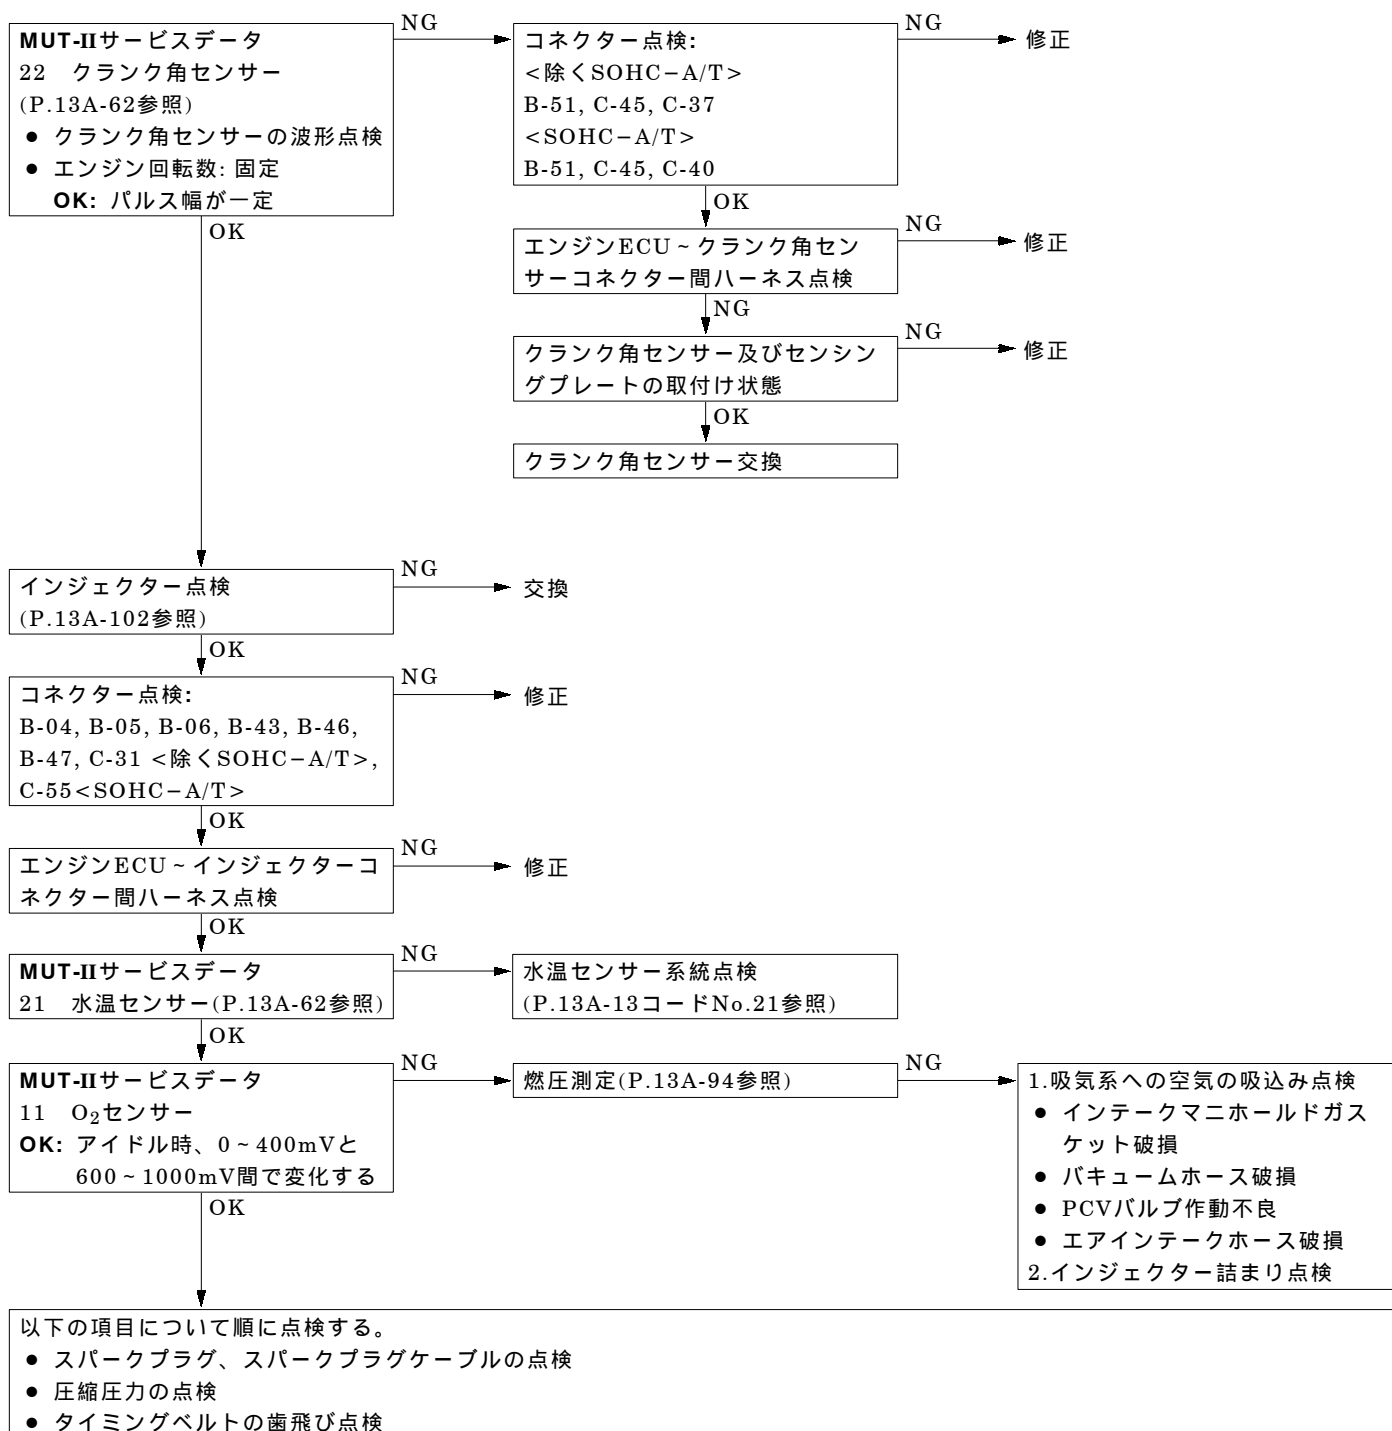 MUT-IIサービスデータ
22　クランク角センサー
(P.13A-62参照)
● クランク角センサーの波形点検
● エンジン回転数: 固定
OK: パルス幅が一定
NG
コネクター点検:
<除くSOHC−A/T>
B-51, C-45, C-37
<SOHC−A/T>
B-51, C-45, C-40
NG
修正
OK
OK
エンジンECU ~ クランク角セン
サーコネクター間ハーネス点検
NG
修正
NG
クランク角センサー及びセンシン
グプレートの取付け状態
NG
修正
OK
クランク角センサー交換
インジェクター点検
(P.13A-102参照)
NG
交換
OK
コネクター点検:
B-04, B-05, B-06, B-43, B-46,
B-47, C-31 <除くSOHC−A/T>,
C-55<SOHC−A/T>
NG
修正
OK
エンジンECU ~ インジェクターコ
ネクター間ハーネス点検
NG
修正
OK
MUT-IIサービスデータ
21　水温センサー(P.13A-62参照)
NG
水温センサー系統点検
(P.13A-13コードNo.21参照)
OK
MUT-IIサービスデータ
11　O₂センサー
OK: アイドル時、0 ~ 400mVと
600 ~ 1000mV間で変化する
NG
燃圧測定(P.13A-94参照)
NG
1.吸気系への空気の吸込み点検
● インテークマニホールドガス
ケット破損
● バキュームホース破損
● PCVバルブ作動不良
● エアインテークホース破損
2.インジェクター詰まり点検
OK
以下の項目について順に点検する。
● スパークプラグ、スパークプラグケーブルの点検
● 圧縮圧力の点検
● タイミングベルトの歯飛び点検